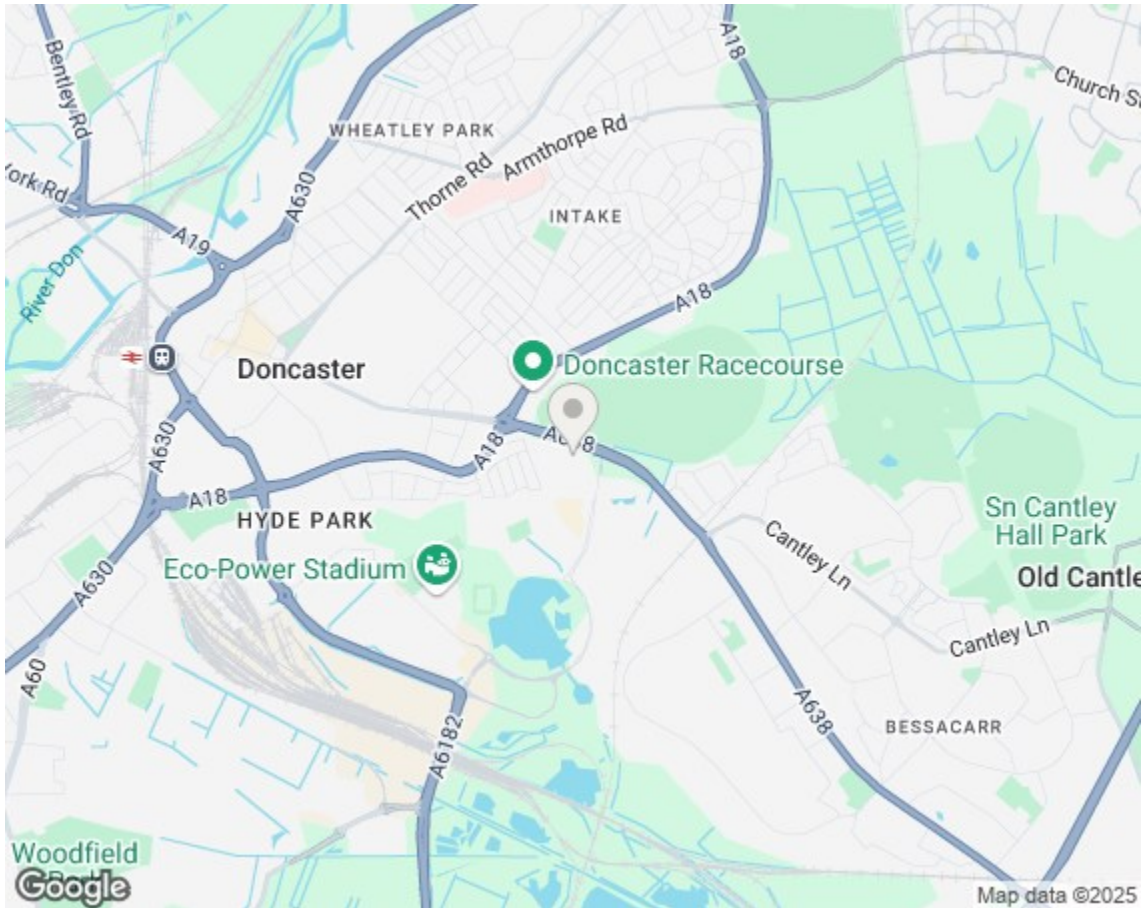 A18
Bentley Rd
Church St
WHEATLEY PARK
Armthorpe Rd
Thorne Rd
York Rd
A630
INTAKE
A19
River Don
A18
Doncaster
Doncaster Racecourse
A638
A18
A630
A18
HYDE PARK
Sn Cantley
Hall Park
Cantley Ln
Eco-Power Stadium
Old Cantle
A630
Cantley Ln
A60
A638
BESSACARR
A6182
Woodfield
Google
Map data ©2025